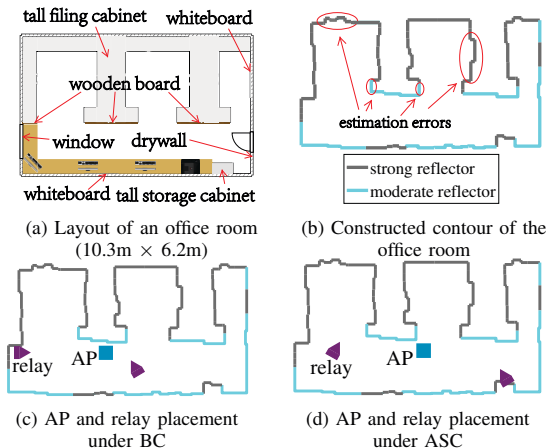 tall filing cabinet
whiteboard
wooden board
window
drywall
whiteboard
tall storage cabinet
(a) Layout of an office room
(10.3m × 6.2m)
estimation errors
strong reflector
moderate reflector
(b) Constructed contour of the
office room
relay
AP
(c) AP and relay placement
under BC
relay
AP
(d) AP and relay placement
under ASC